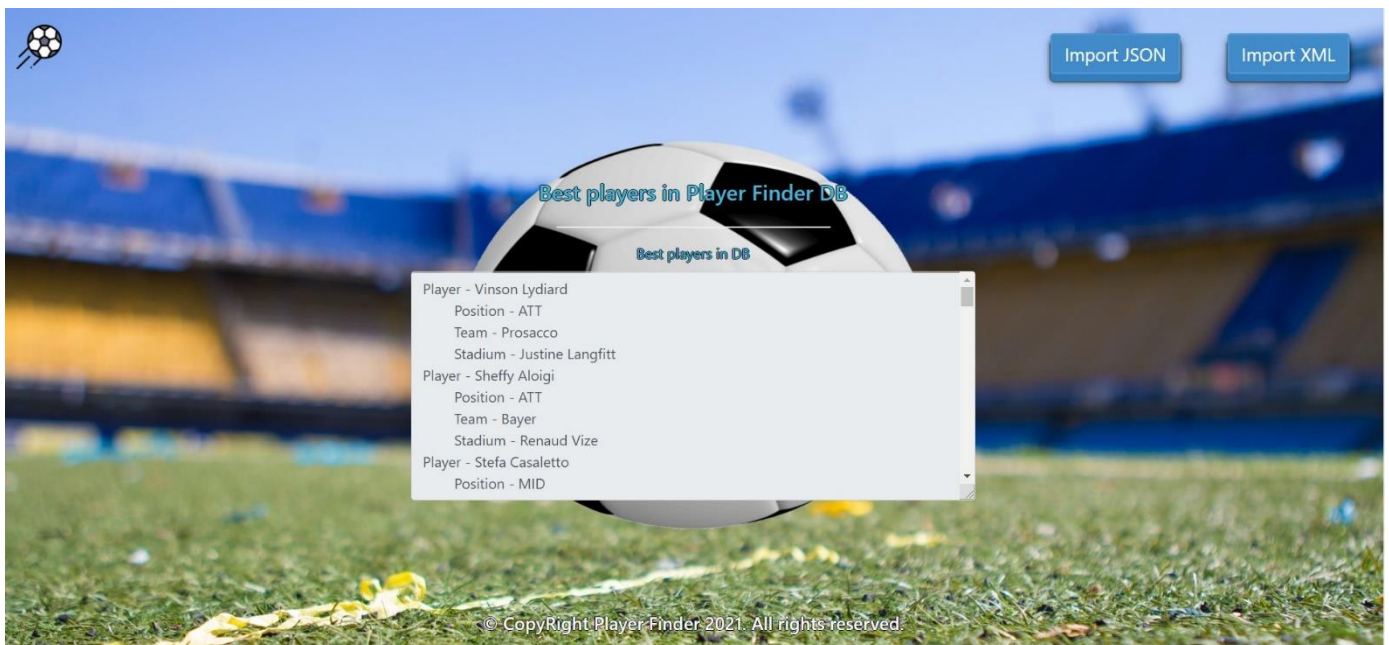 Import JSON
Import XML
Best players in Player Finder DB
Best players in DB
Player - Vinson Lydiard
Position - ATT
Team - Prosacco
Stadium - Justine Langfitt
Player - Sheffy Aloigi
Position - ATT
Team - Bayer
Stadium - Renaud Vize
Player - Stefa Casaletto
Position - MID
© CopyRight Player Finder 2021. All rights reserved.